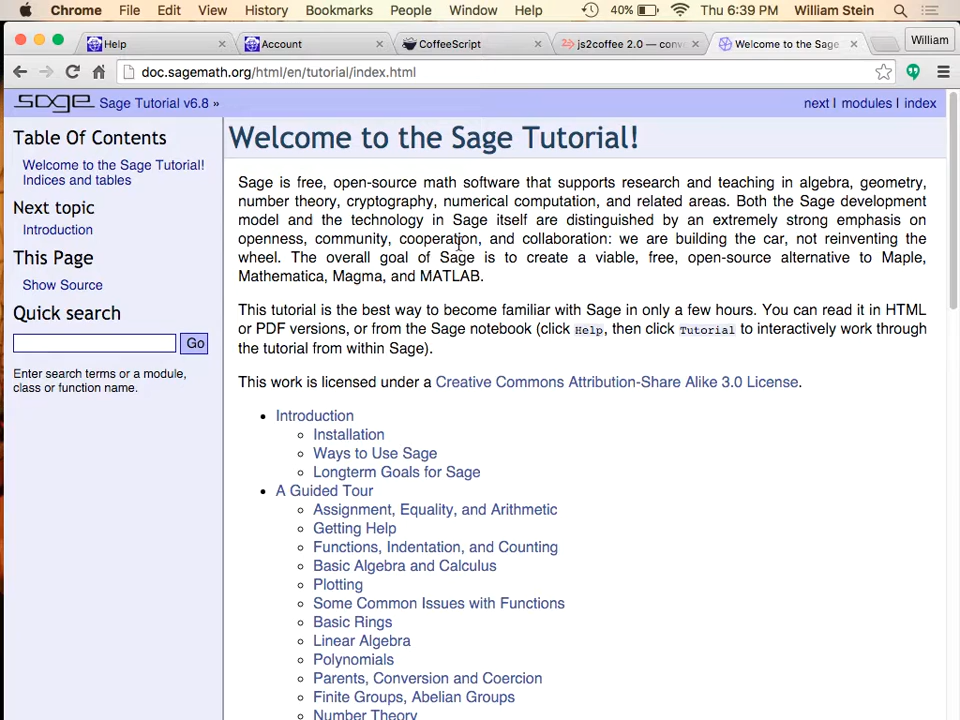 Chrome File Edit View History Bookmarks People Window Help 40% Thu 6:39 PM William Stein
Help Account CoffeeScript js2coffee 2.0 — conv Welcome to the Sage William
doc.sagemath.org/html/en/tutorial/index.html
sage Sage Tutorial v6.8 » next | modules | index
Table Of Contents
Welcome to the Sage Tutorial!
Indices and tables
Next topic
Introduction
This Page
Show Source
Quick search
Go
Enter search terms or a module,
class or function name.
Welcome to the Sage Tutorial!
Sage is free, open-source math software that supports research and teaching in algebra, geometry,
number theory, cryptography, numerical computation, and related areas. Both the Sage development
model and the technology in Sage itself are distinguished by an extremely strong emphasis on
openness, community, cooperation, and collaboration: we are building the car, not reinventing the
wheel. The overall goal of Sage is to create a viable, free, open-source alternative to Maple,
Mathematica, Magma, and MATLAB.
This tutorial is the best way to become familiar with Sage in only a few hours. You can read it in HTML
or PDF versions, or from the Sage notebook (click Help, then click Tutorial to interactively work through
the tutorial from within Sage).
This work is licensed under a Creative Commons Attribution-Share Alike 3.0 License.
• Introduction
◦ Installation
◦ Ways to Use Sage
◦ Longterm Goals for Sage
• A Guided Tour
◦ Assignment, Equality, and Arithmetic
◦ Getting Help
◦ Functions, Indentation, and Counting
◦ Basic Algebra and Calculus
◦ Plotting
◦ Some Common Issues with Functions
◦ Basic Rings
◦ Linear Algebra
◦ Polynomials
◦ Parents, Conversion and Coercion
◦ Finite Groups, Abelian Groups
◦ Number Theory